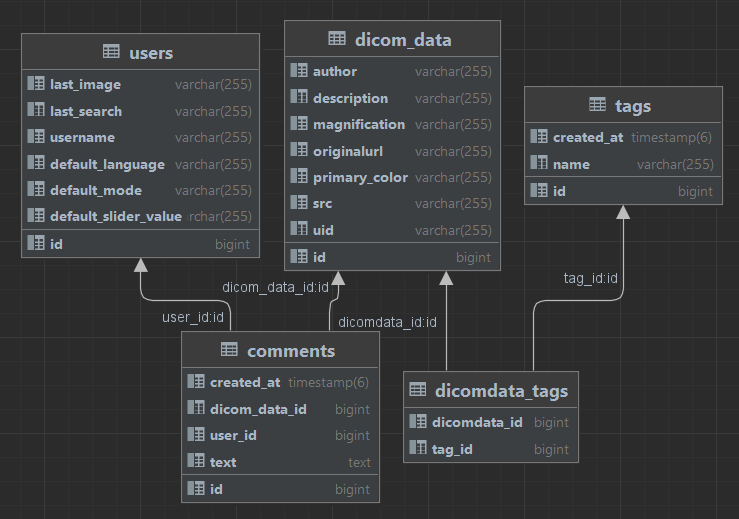 users
last_image varchar(255)
last_search varchar(255)
username varchar(255)
default_language varchar(255)
default_mode varchar(255)
default_slider_value rchar(255)
id bigint
dicom_data
author varchar(255)
description varchar(255)
magnification varchar(255)
originalurl varchar(255)
primary_color varchar(255)
src varchar(255)
uid varchar(255)
id bigint
tags
created_at timestamp(6)
name varchar(255)
id bigint
user_id:id
dicom_data_id:id
dicomdata_id:id
tag_id:id
comments
created_at timestamp(6)
dicom_data_id bigint
user_id bigint
text text
id bigint
dicomdata_tags
dicomdata_id bigint
tag_id bigint